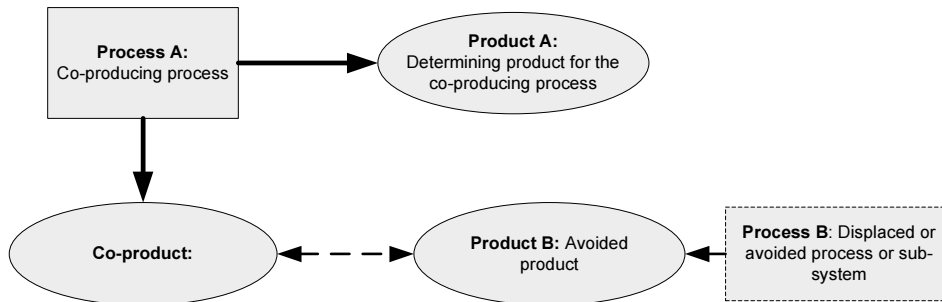 Process A:
Co-producing process
Product A:
Determining product for the
co-producing process
Co-product:
Product B: Avoided
product
Process B: Displaced or
avoided process or sub-
system